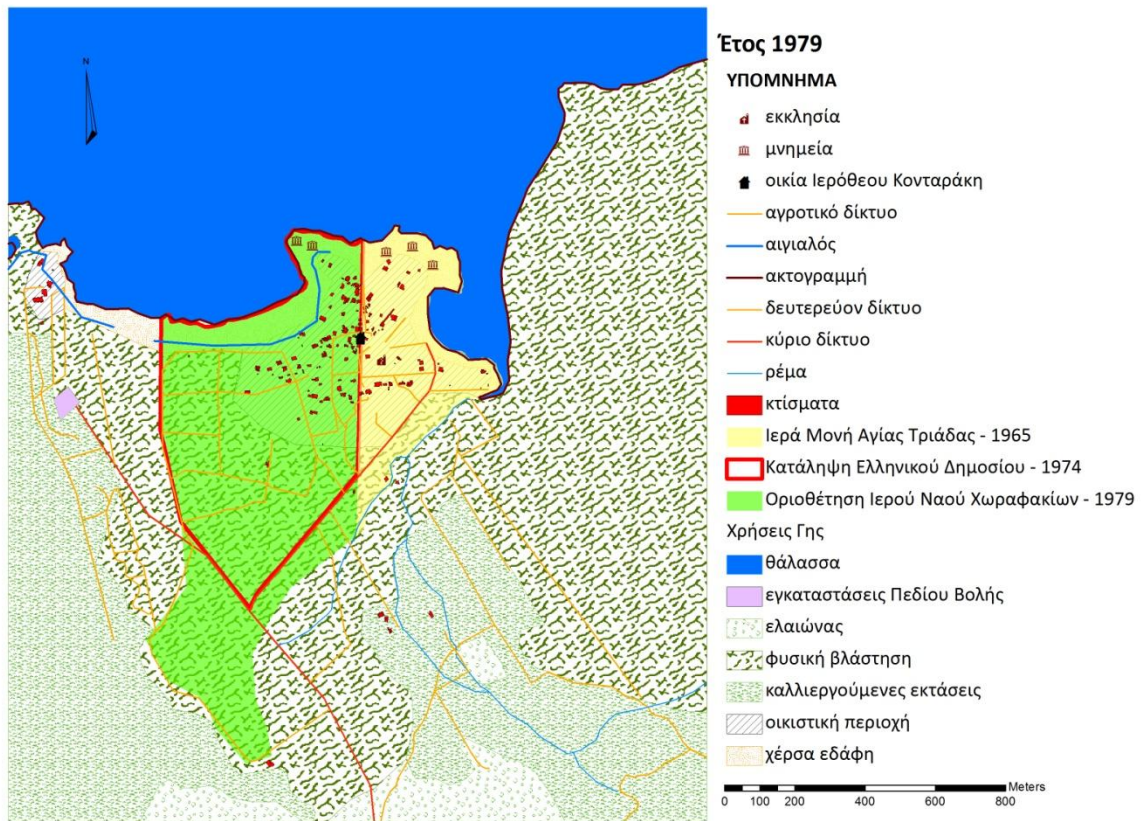 N
Έτος 1979
ΥΠΟΜΝΗΜΑ
εκκλησία
μνημεία
οικία Ιερόθεου Κονταράκη
αγροτικό δίκτυο
αιγιαλός
ακτογραμμή
δευτερεύον δίκτυο
κύριο δίκτυο
ρέμα
κτίσματα
Ιερά Μονή Αγίας Τριάδας - 1965
Κατάληψη Ελληνικού Δημοσίου - 1974
Οριοθέτηση Ιερού Ναού Χωραφακίων - 1979
Χρήσεις Γης
θάλασσα
εγκαταστάσεις Πεδίου Βολής
ελαιώνας
φυσική βλάστηση
καλλιεργούμενες εκτάσεις
οικιστική περιοχή
χέρσα εδάφη
Meters
0 100 200 400 600 800